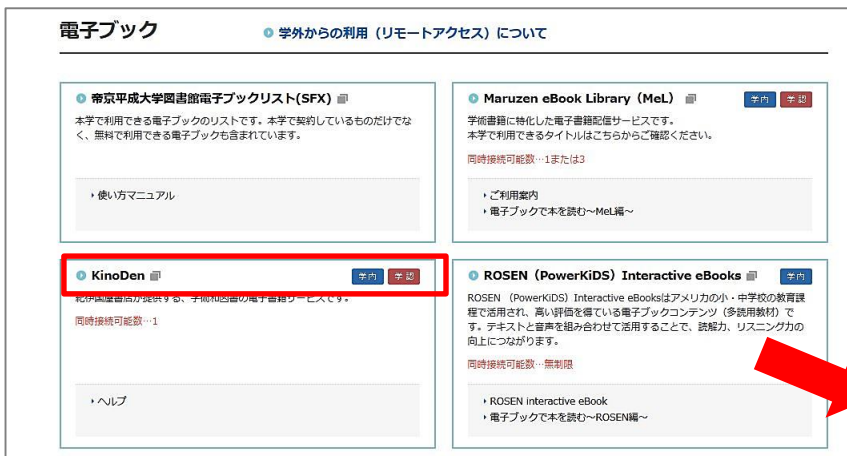 電子ブック
学外からの利用（リモートアクセス）について
帝京平成大学図書館電子ブックリスト(SFX)
本学で利用できる電子ブックのリストです。本学で契約しているものだけでな
く、無料で利用できる電子ブックも含まれています。
使い方マニュアル
Maruzen eBook Library（MeL） 学内 学認
学術書籍に特化した電子書籍配信サービスです。
本学で利用できるタイトルはこちらからご確認ください。
同時接続可能数…1または3
ご利用案内
電子ブックで本を読む～MeL編～
KinoDen 学内 学認
紀伊國屋書店が提供する、学術和図書の電子書籍サービスです。
同時接続可能数…1
ヘルプ
ROSEN（PowerKiDS）Interactive eBooks 学内
ROSEN （PowerKiDS）Interactive eBooksはアメリカの小・中学校の教育課
程で活用され、高い評価を得ている電子ブックコンテンツ（多読用教材）で
す。テキストと音声を組み合わせて活用することで、読解力、リスニング力の
向上につながります。
同時接続可能数…無制限
ROSEN interactive eBook
電子ブックで本を読む～ROSEN編～